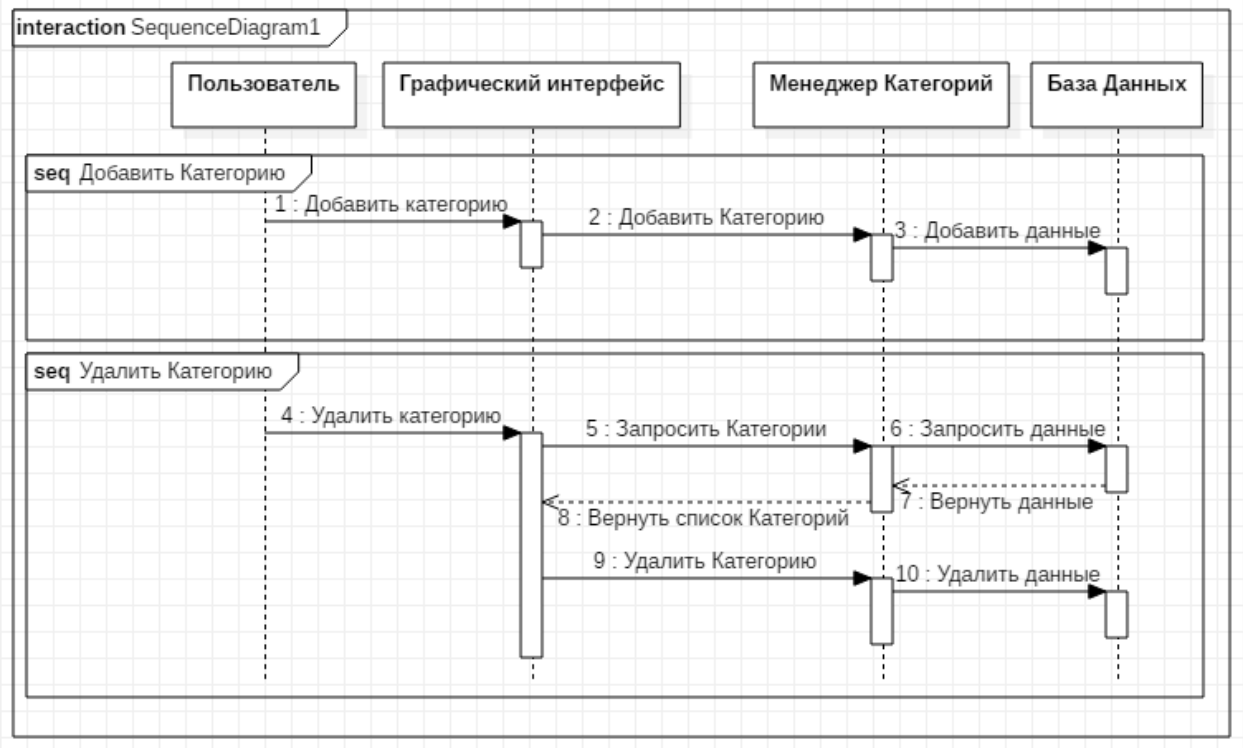 interaction SequenceDiagram1
Пользователь
Графический интерфейс
Менеджер Категорий
База Данных
seq Добавить Категорию
1 : Добавить категорию
2 : Добавить Категорию
3 : Добавить данные
seq Удалить Категорию
4 : Удалить категорию
5 : Запросить Категории
6 : Запросить данные
7 : Вернуть данные
8 : Вернуть список Категорий
9 : Удалить Категорию
10 : Удалить данные